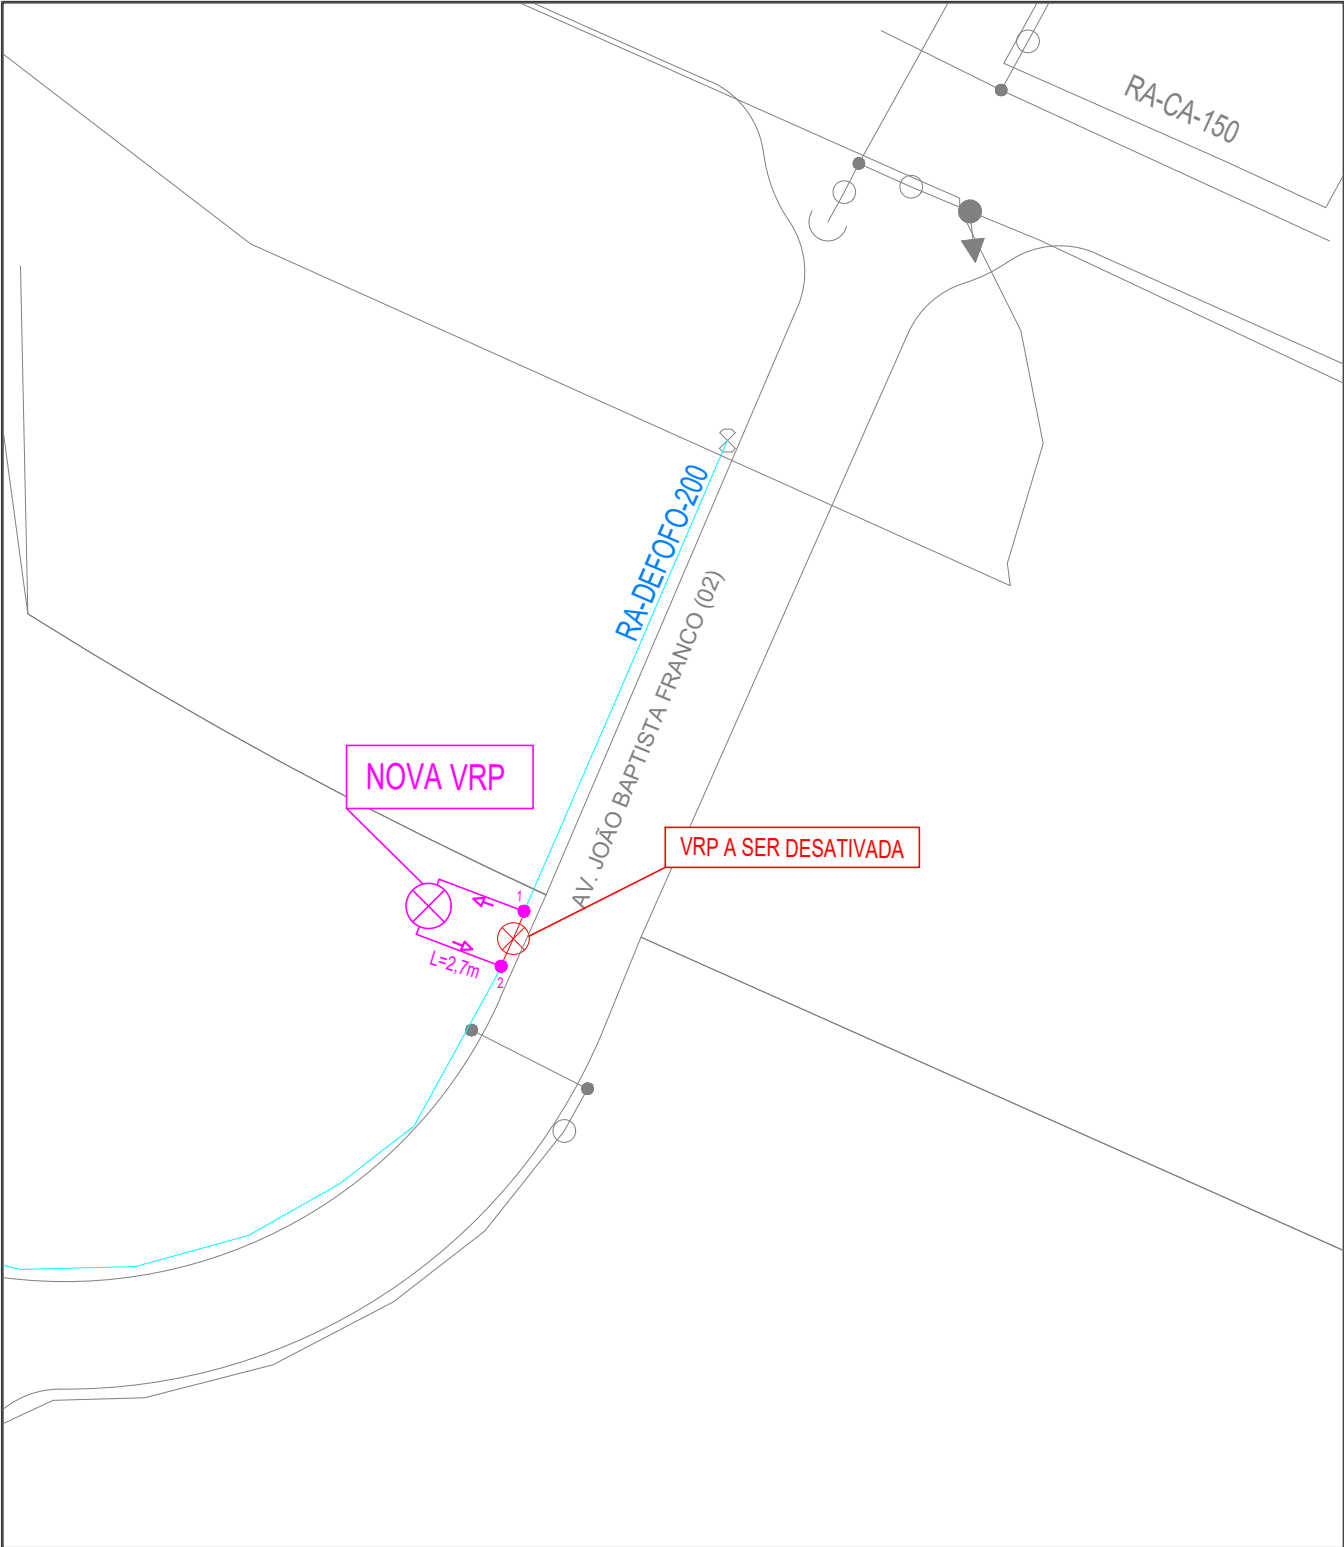 RA-CA-150
RA-DEFOFO-200
AV. JOÃO BAPTISTA FRANCO (02)
NOVA VRP
VRP A SER DESATIVADA
1
L=2,7m
2